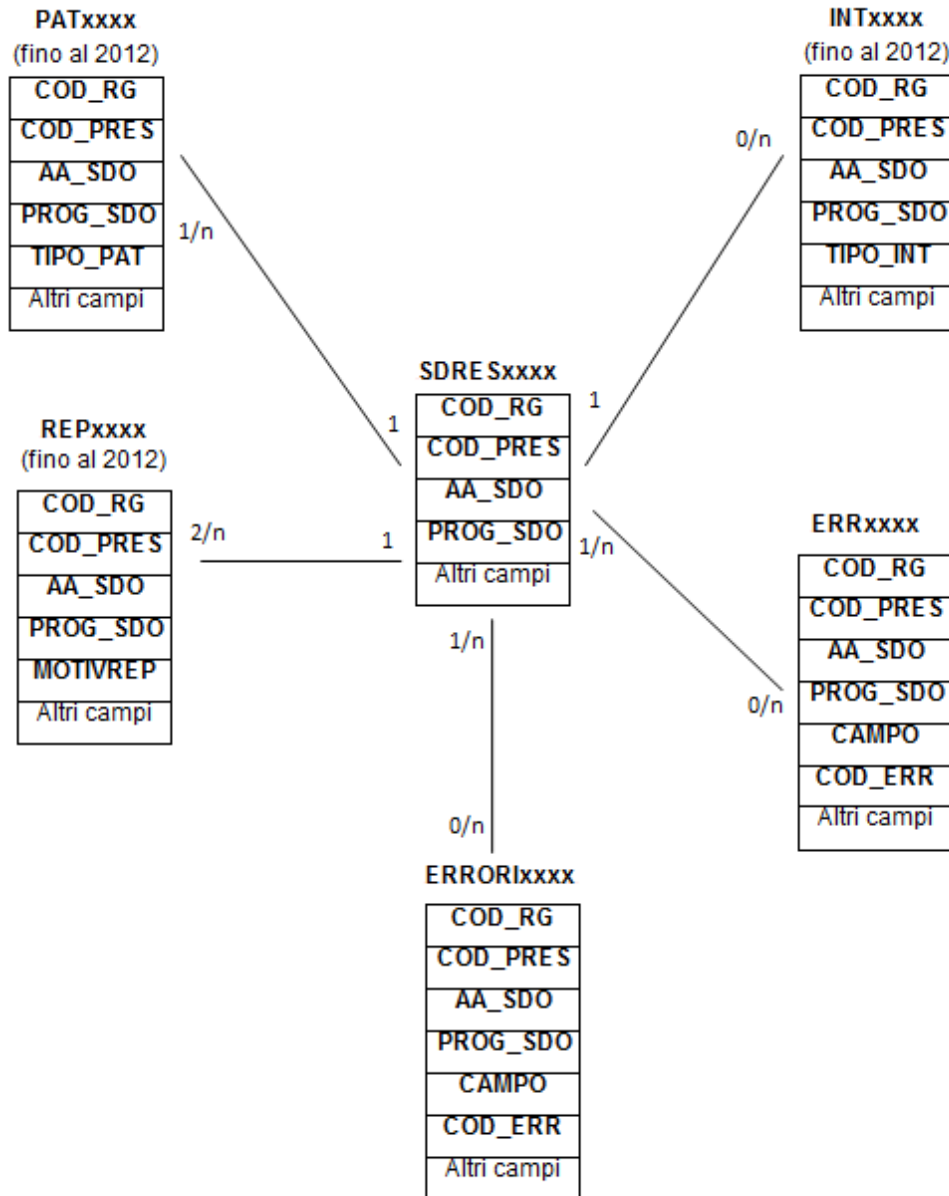 PATxxxx
(fino al 2012)
COD_RG
COD_PRES
AA_SDO
PROG_SDO
TIPO_PAT
Altri campi
1/n
INTxxxx
(fino al 2012)
COD_RG
COD_PRES
AA_SDO
PROG_SDO
TIPO_INT
Altri campi
0/n
SDRESxxxx
COD_RG
COD_PRES
AA_SDO
PROG_SDO
Altri campi
1
1
1
1/n
1/n
REPxxxx
(fino al 2012)
COD_RG
COD_PRES
AA_SDO
PROG_SDO
MOTIVREP
Altri campi
2/n
ERRxxxx
COD_RG
COD_PRES
AA_SDO
PROG_SDO
CAMPO
COD_ERR
Altri campi
0/n
0/n
ERRORIxxxx
COD_RG
COD_PRES
AA_SDO
PROG_SDO
CAMPO
COD_ERR
Altri campi